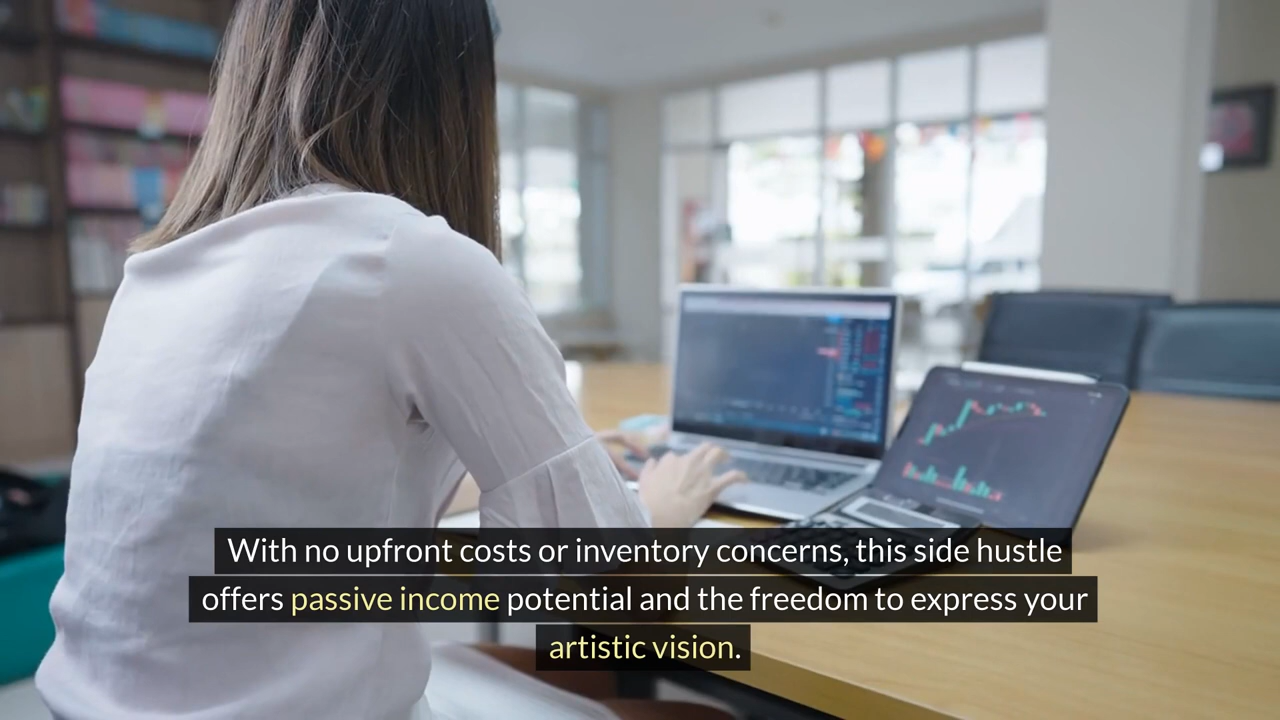 With no upfront costs or inventory concerns, this side hustle
offers passive income potential and the freedom to express your
artistic vision.